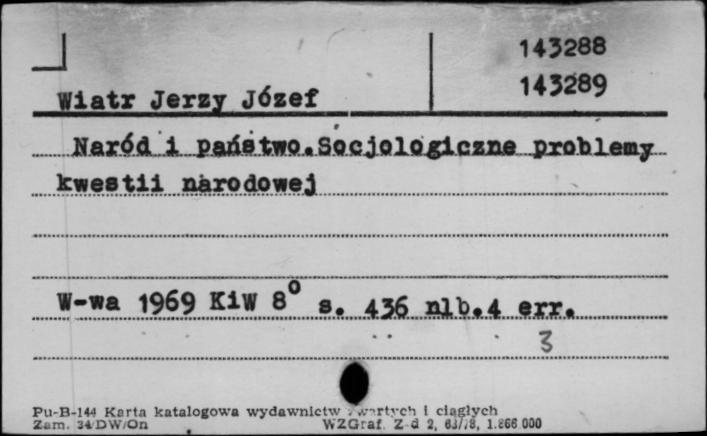 143288
143289
Wiatr Jerzy Józef
Naród i państwo.Socjologiczne problemy
kwestii narodowej
W-wa 1969 KiW 8° s. 436 nlb.4 err.
3
Pu-B-144 Karta katalogowa wydawnictw zwartych i ciągłych
Zam. 34/DW/On WZGraf. Z-d 2, 63/78, 1.866.000